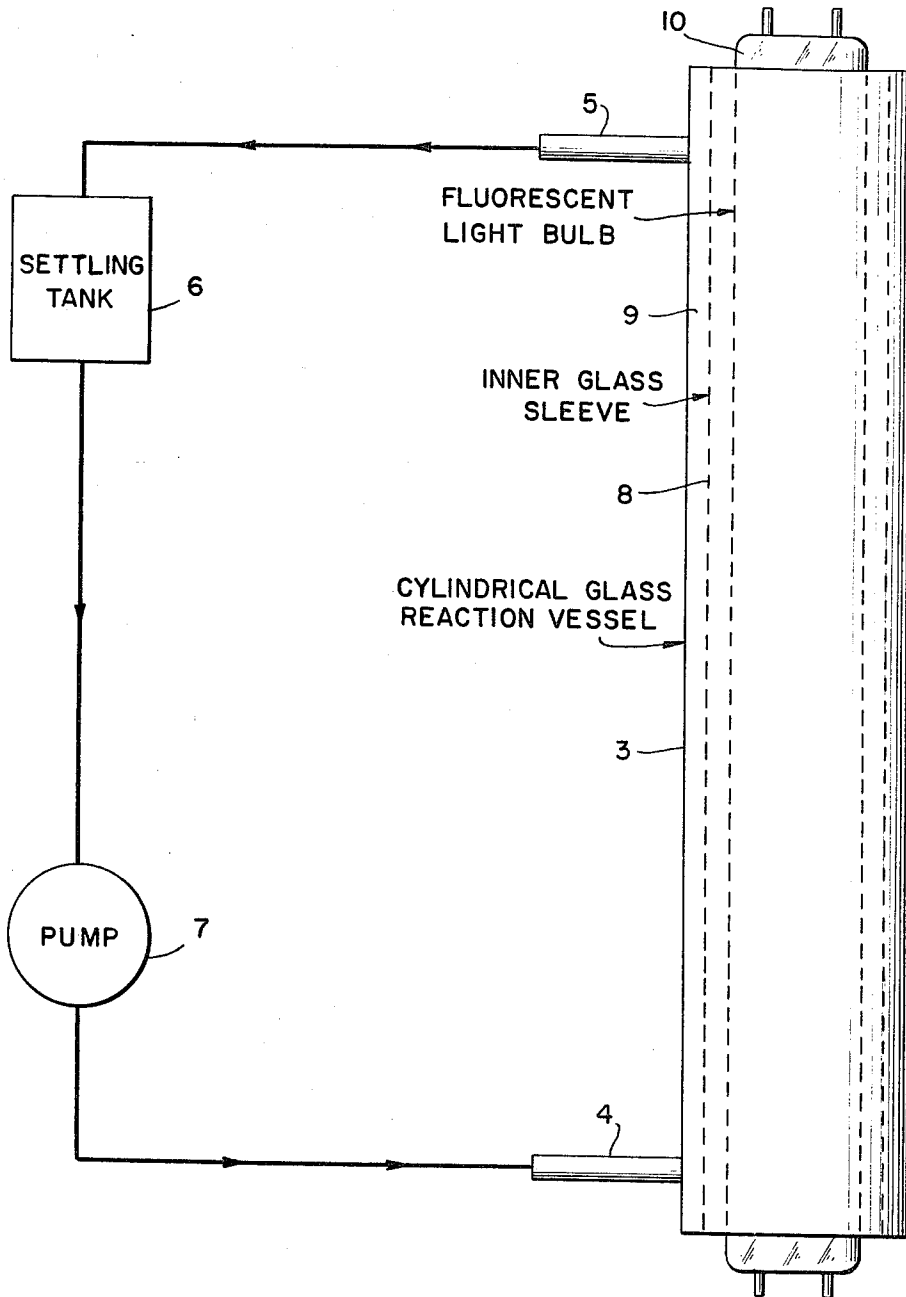 10
5
FLUORESCENT
LIGHT BULB
SETTLING
TANK
6
9
INNER GLASS
SLEEVE
8
CYLINDRICAL GLASS
REACTION VESSEL
3
PUMP
7
4